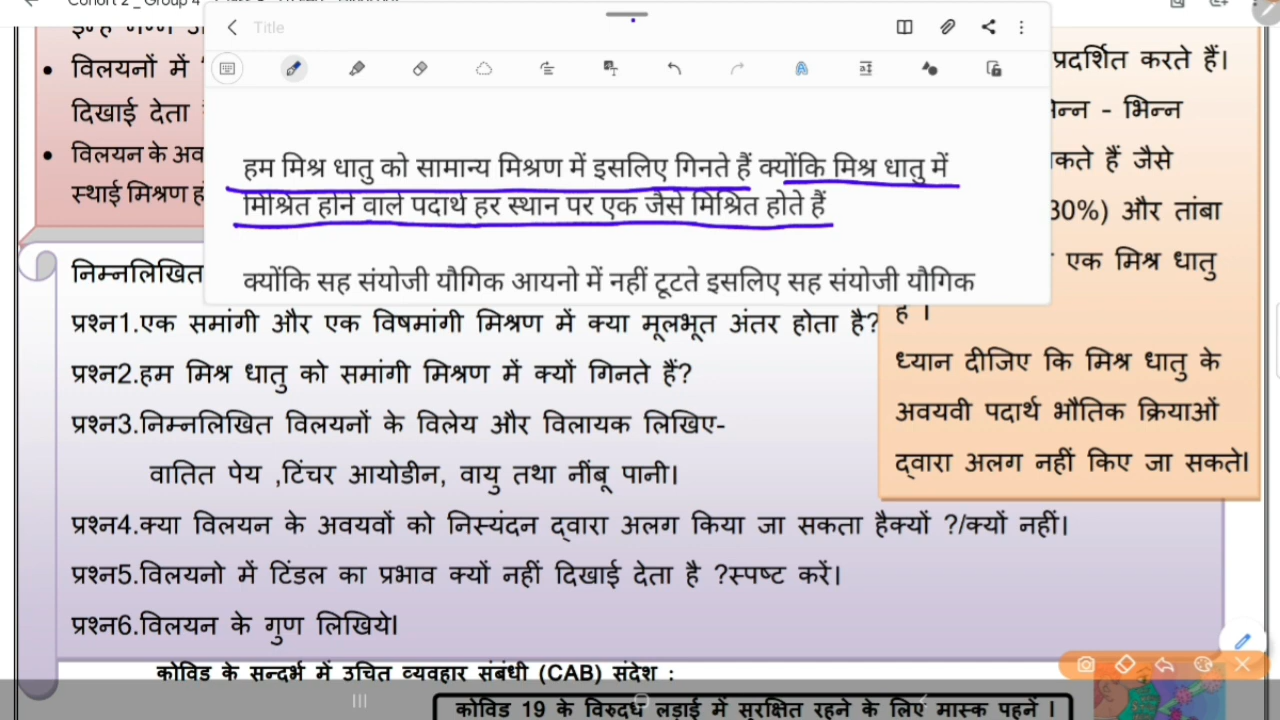 Title
विलयनों में
दिखाई देता
विलयन के अव
स्थाई मिश्रण
हम मिश्र धातु को सामान्य मिश्रण में इसलिए गिनते हैं क्योंकि मिश्र धातु में
मिश्रित होने वाले पदार्थ हर स्थान पर एक जैसे मिश्रित होते हैं
क्योंकि सह संयोजी यौगिक आयनो में नहीं टूटते इसलिए सह संयोजी यौगिक
प्रदर्शित करते हैं।
- भिन्न
कते हैं जैसे
30%) और तांबा
एक मिश्र धातु
है ।
ध्यान दीजिए कि मिश्र धातु के
अवयवी पदार्थ भौतिक क्रियाओं
द्वारा अलग नहीं किए जा सकते।
निम्नलिखित
प्रश्न1.एक समांगी और एक विषमांगी मिश्रण में क्या मूलभूत अंतर होता है?
प्रश्न2.हम मिश्र धातु को समांगी मिश्रण में क्यों गिनते हैं?
प्रश्न3.निम्नलिखित विलयनों के विलेय और विलायक लिखिए-
वातित पेय ,टिंचर आयोडीन, वायु तथा नींबू पानी।
प्रश्न4.क्या विलयन के अवयवों को निस्यंदन द्वारा अलग किया जा सकता हैक्यों ?/क्यों नहीं।
प्रश्न5.विलयनो में टिंडल का प्रभाव क्यों नहीं दिखाई देता है ?स्पष्ट करें।
प्रश्न6.विलयन के गुण लिखिये।
कोविड के सन्दर्भ में उचित व्यवहार संबंधी (CAB) संदेश :
कोविड 19 के विरुद्ध लड़ाई में सुरक्षित रहने के लिए मास्क पहनें ।